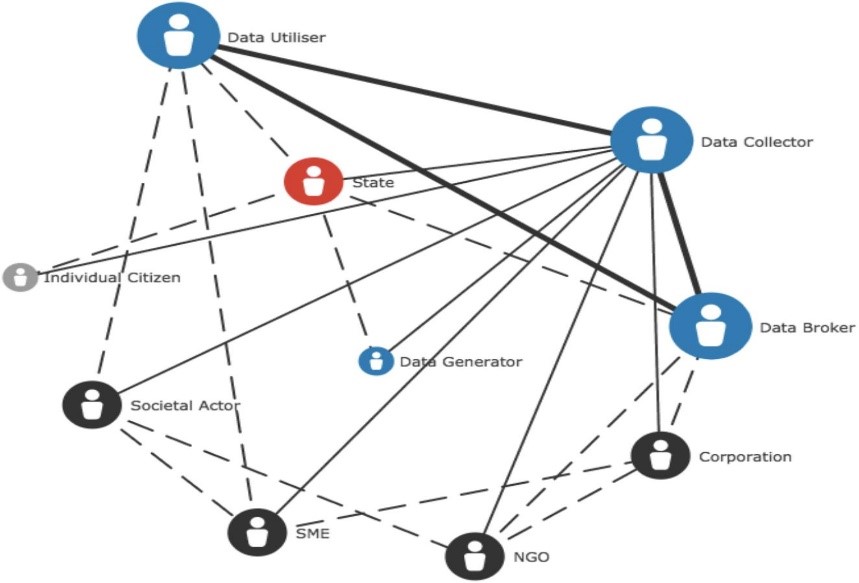 Data Utiliser
Data Collector
State
Individual Citizen
Data Broker
Data Generator
Societal Actor
Corporation
SME
NGO